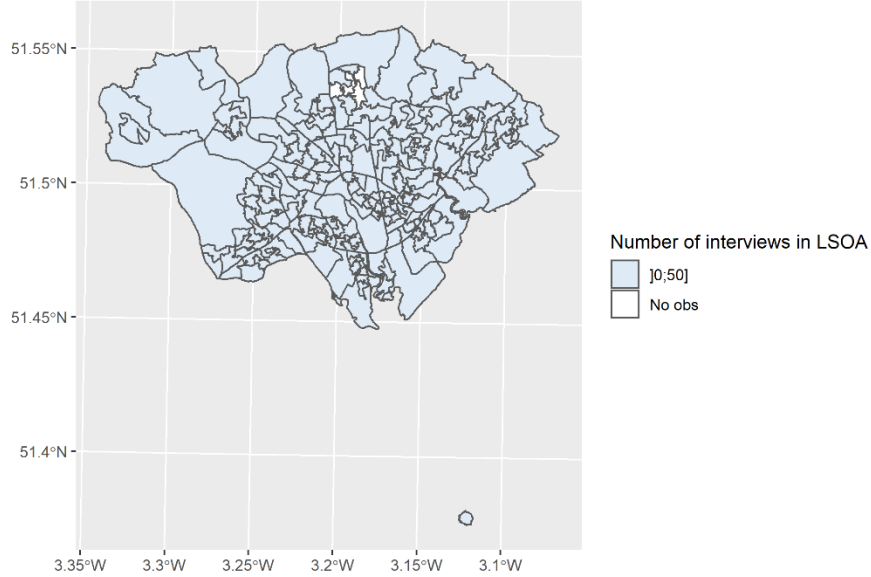 51.55°N
51.5°N
51.45°N
51.4°N
3.35°W 3.3°W 3.25°W 3.2°W 3.15°W 3.1°W
Number of interviews in LSOA
]0;50]
No obs